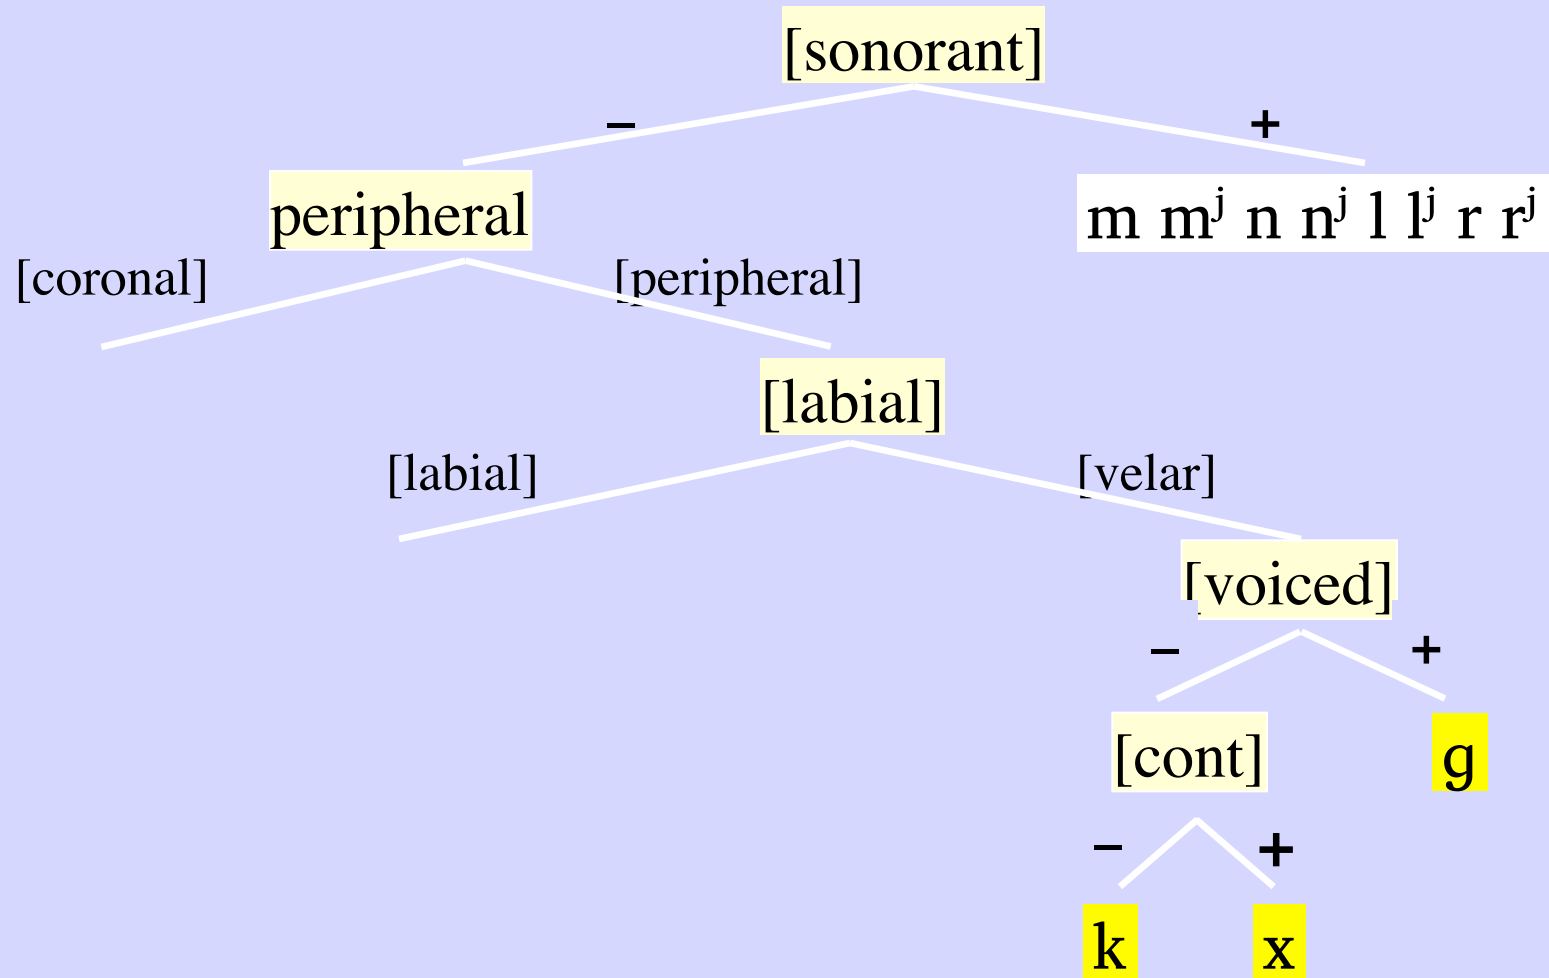 [sonorant]
– +
peripheral
m mʲ n nʲ l lʲ r rʲ
[coronal] [peripheral]
[labial]
[labial] [velar]
[voiced]
– +
[cont] g
– +
k x